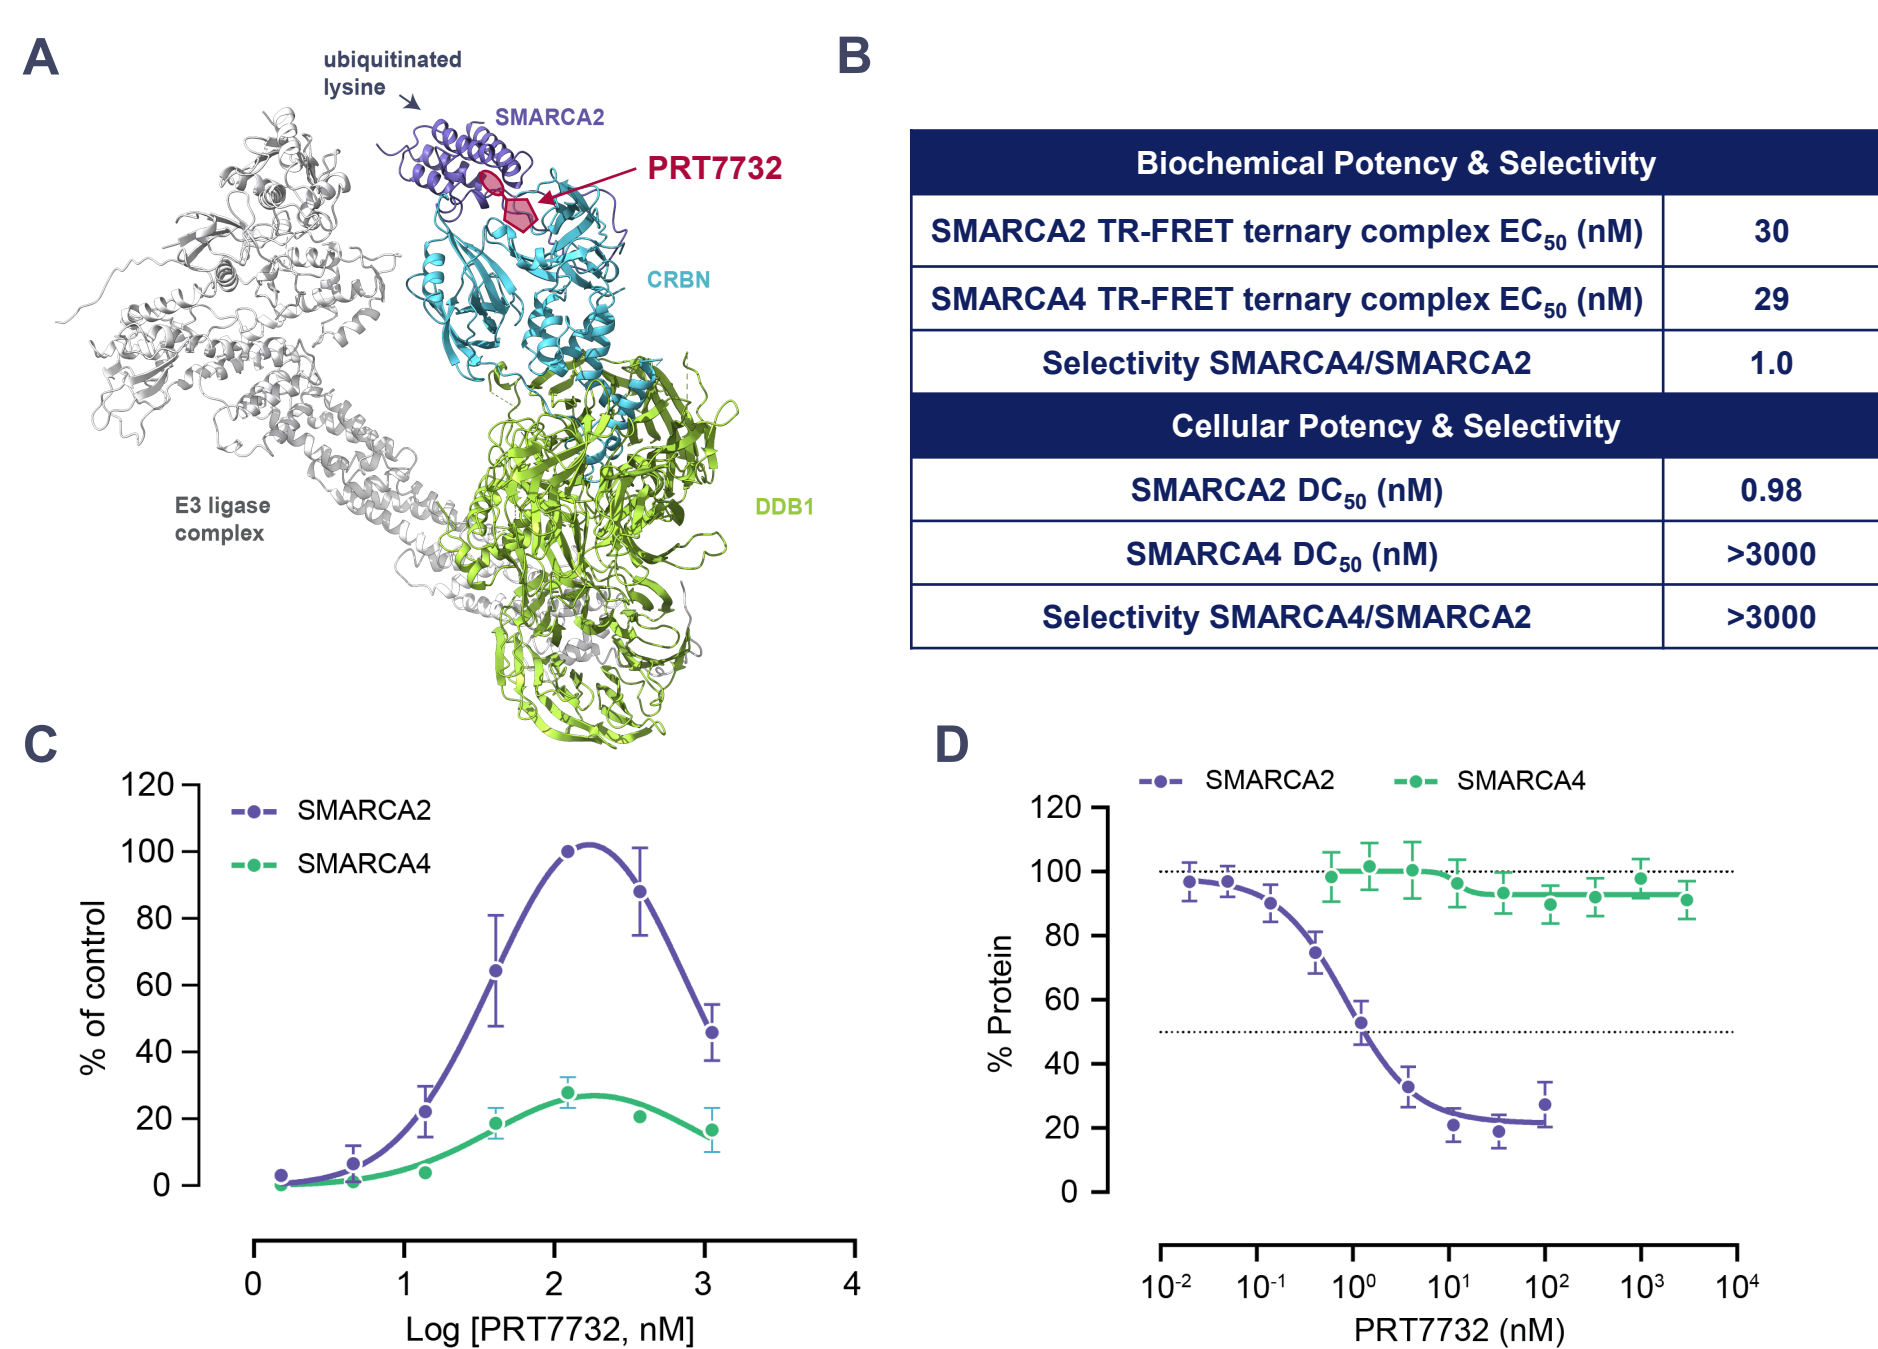 A
ubiquitinated
lysine
SMARCA2
PRT7732
CRBN
E3 ligase
complex
DDB1
B
Biochemical Potency & Selectivity
SMARCA2 TR-FRET ternary complex EC50 (nM) 30
SMARCA4 TR-FRET ternary complex EC50 (nM) 29
Selectivity SMARCA4/SMARCA2 1.0
Cellular Potency & Selectivity
SMARCA2 DC50 (nM) 0.98
SMARCA4 DC50 (nM) >3000
Selectivity SMARCA4/SMARCA2 >3000
C
SMARCA2
SMARCA4
% of control
120
100
80
60
40
20
0
0 1 2 3 4
Log [PRT7732, nM]
D
SMARCA2 SMARCA4
% Protein
120
100
80
60
40
20
0
10-2 10-1 100 101 102 103 104
PRT7732 (nM)